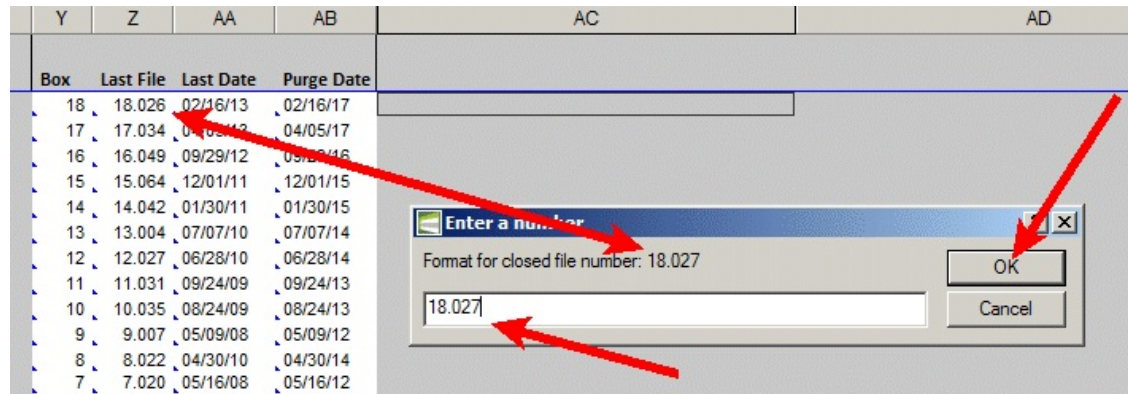 Y Z AA AB AC AD
Box Last File Last Date Purge Date
18 18.026 02/16/13 02/16/17
17 17.034 04/05/17
16 16.049 09/29/12
15 15.064 12/01/11 12/01/15
14 14.042 01/30/11 01/30/15
13 13.004 07/07/10 07/07/14
12 12.027 06/28/10 06/28/14
11 11.031 09/24/09 09/24/13
10 10.035 08/24/09 08/24/13
9 9.007 05/09/08 05/09/12
8 8.022 04/30/10 04/30/14
7 7.020 05/16/08 05/16/12
Enter a number ? X
Format for closed file number: 18.027
OK
18.027
Cancel